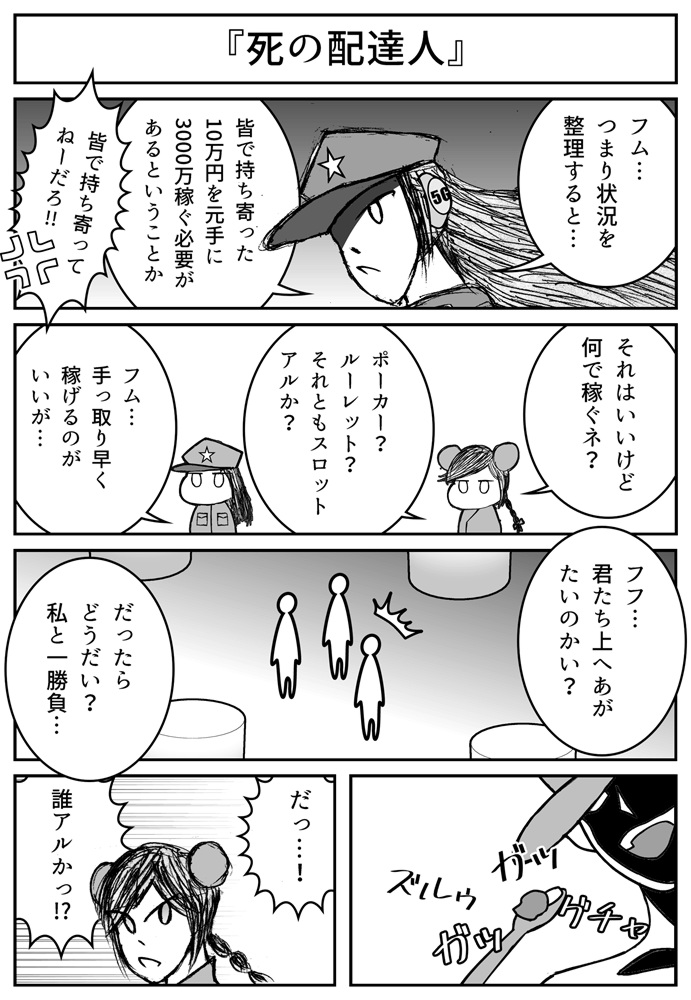 『死の配達人』
フム…
つまり状況を
整理すると…
56
皆で持ち寄った
10万円を元手に
3000万稼ぐ必要が
あるということか
皆で持ち寄って
ねーだろ!!
それはいいけど
何で稼ぐネ？
ポーカー？
ルーレット？
それともスロット
アルか？
フム…
手っ取り早く
稼げるのが
いいが…
フフ…
君たち上へあが
たいのかい？
だったら
どうだい？
私と一勝負…
ガーッ
グチャ
ガッ
ズルルゥ
だっ…！
誰アルかっ!?